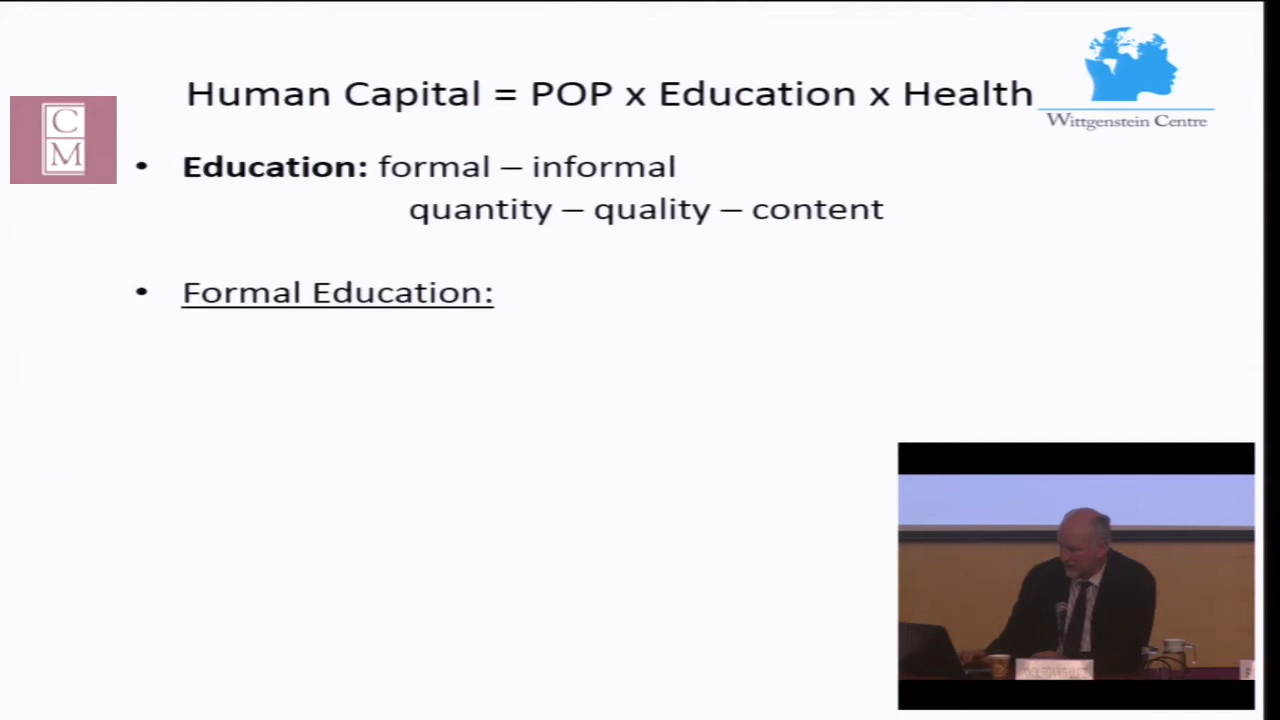 Human Capital = POP x Education x Health
Wittgenstein Centre
C
M
• Education: formal – informal
quantity – quality – content
• Formal Education: